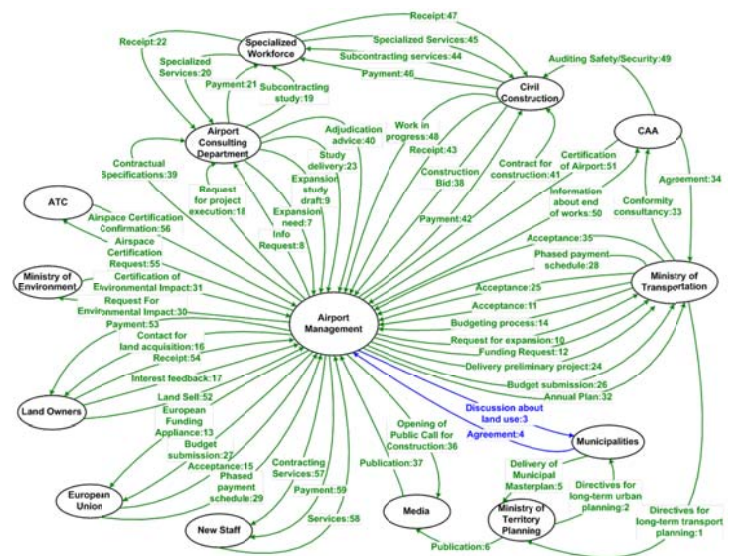 Receipt:47
Receipt:22
Specialized
Workforce
Specialized Services:45
Specialized
Services:20
Subcontracting services:44
Auditing Safety/Security:49
Payment:46
Payment:21
Subcontracting
study:19
Civil
Construction
Airport
Consulting
Department
Adjudication
advice:40
Work in
progress:48
CAA
Contractual
Specifications:39
Study
delivery:23
Receipt:43
Certification
of Airport:51
Expansion
study
draft:9
Construction
Bid:38
Contract for
construction:41
Agreement:34
ATC
Request
for project
execution:18
Information
about end
of works:50
Conformity
consultancy:33
Expansion
need:7
Airspace Certification
Confirmation:56
Payment:42
Info
Request:8
Airspace
Certification
Request:55
Acceptance:35
Phased payment
schedule:28
Ministry of
Environment
Certification of
Environmental Impact:31
Ministry of
Transportation
Acceptance:25
Request For
Environmental Impact:30
Airport
Management
Acceptance:11
Payment:53
Budgeting process:14
Contact for
land acquisition:16
Request for expansion:10
Funding Request:12
Receipt:54
Delivery preliminary project:24
Interest feedback:17
Budget submission:26
Annual Plan:32
Land Sell:52
Land Owners
European
Funding
Appliance:13
Discussion about
land use:3
Opening of
Public Call for
Construction:36
Agreement:4
Municipalities
Budget
submission:27
Acceptance:15
Contracting
Services:57
Publication:37
Delivery of
Municipal
Masterplan:5
Phased
payment
schedule:29
Directives for
long-term urban
planning:2
Payment:59
European
Union
Media
Ministry of
Territory
Planning
Directives for
long-term transport
planning:1
Services:58
New Staff
Publication:6